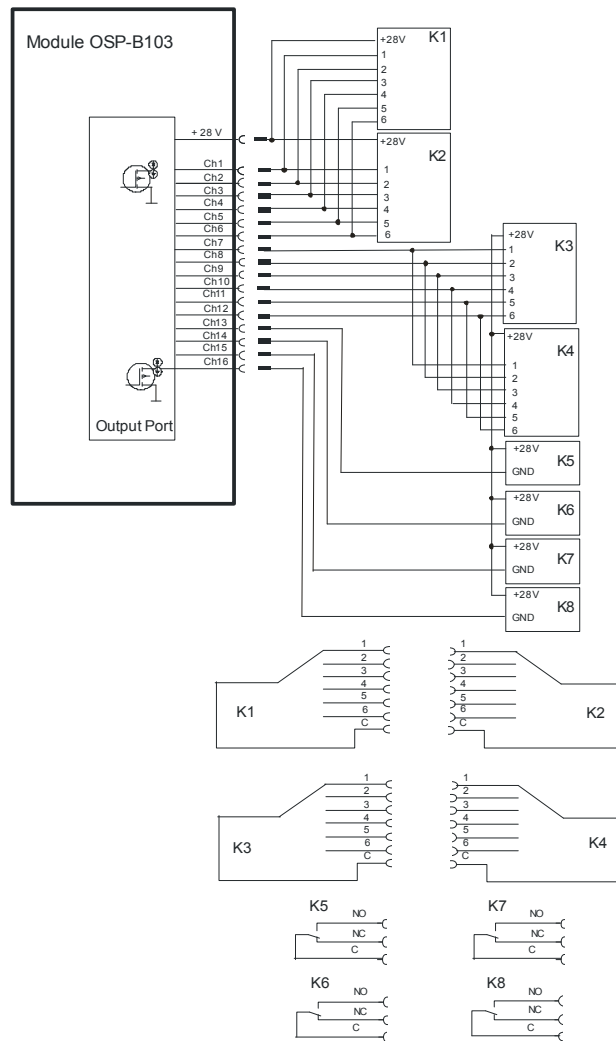 Module OSP-B103
+ 28 V
Ch1
Ch2
Ch3
Ch4
Ch5
Ch6
Ch7
Ch8
Ch9
Ch10
Ch11
Ch12
Ch13
Ch14
Ch15
Ch16
Output Port
K1
+28V
1
2
3
4
5
6
K2
+28V
1
2
3
4
5
6
K3
+28V
1
2
3
4
5
6
K4
+28V
1
2
3
4
5
6
+28V
K5
GND
+28V
K6
GND
+28V
K7
GND
+28V
K8
GND
K1
1
2
3
4
5
6
C
K2
1
2
3
4
5
6
C
K3
1
2
3
4
5
6
C
K4
1
2
3
4
5
6
C
K5
NO
NC
C
K7
NO
NC
C
K6
NO
NC
C
K8
NO
NC
C